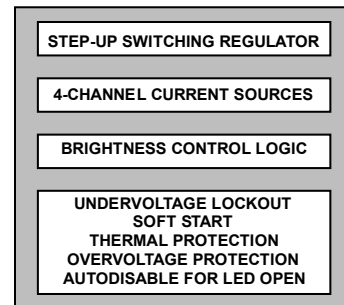 STEP-UP SWITCHING REGULATOR
4-CHANNEL CURRENT SOURCES
BRIGHTNESS CONTROL LOGIC
UNDERVOLTAGE LOCKOUT
SOFT START
THERMAL PROTECTION
OVERVOLTAGE PROTECTION
AUTODISABLE FOR LED OPEN